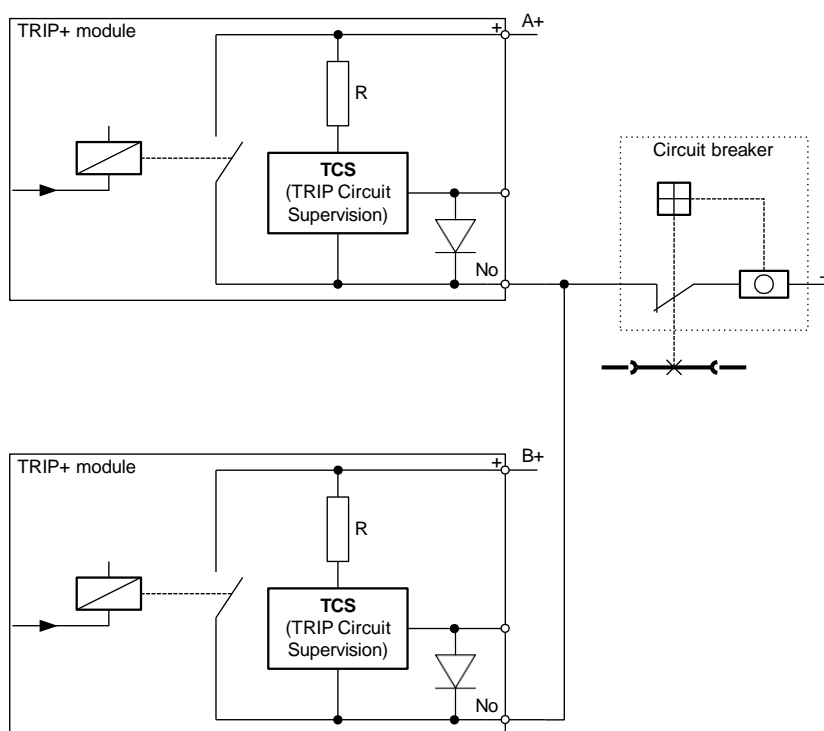 TRIP+ module
+
A+
R
TCS
(TRIP Circuit
Supervision)
No
Circuit breaker
-
TRIP+ module
+
B+
R
TCS
(TRIP Circuit
Supervision)
No